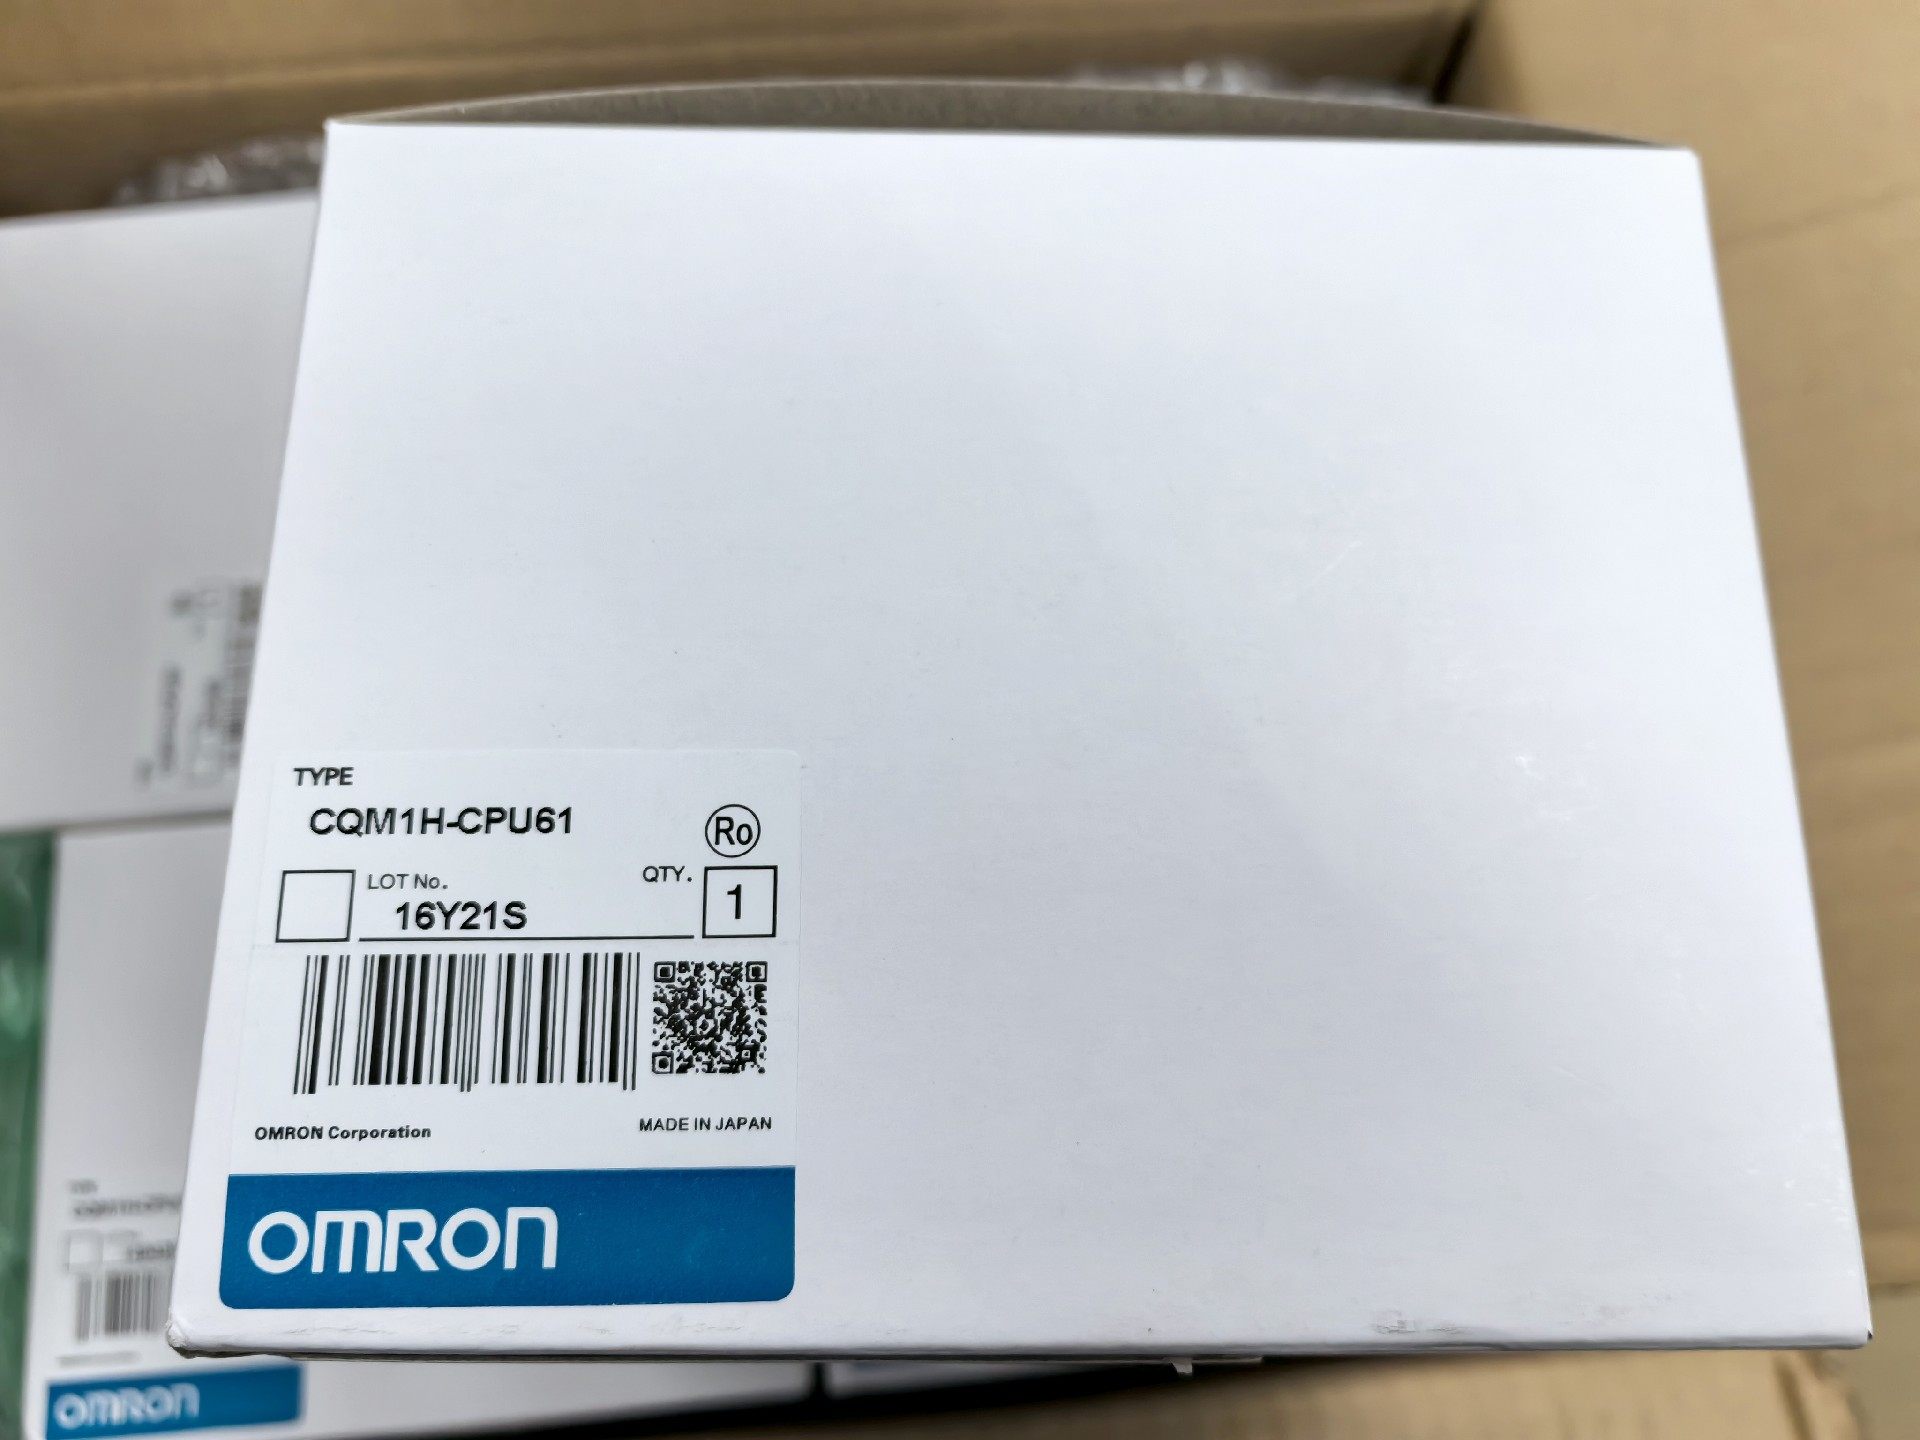 TYPE
CQM1H-CPU61
Ro
LOT No.
QTY.
16Y21S
1
OMRON Corporation
MADE IN JAPAN
OMRON
OMRON